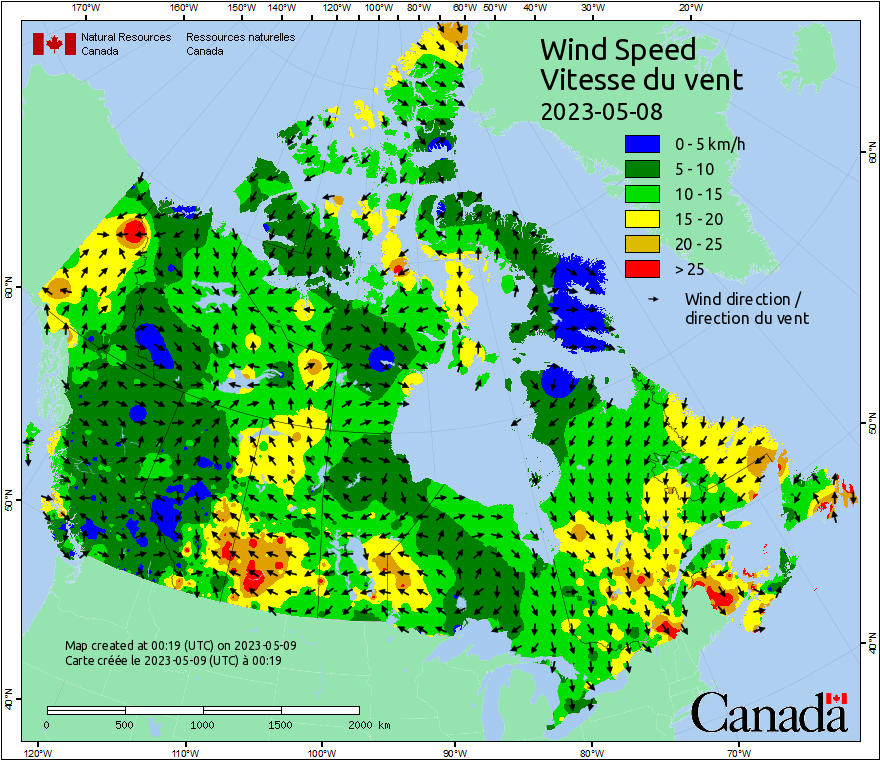 170°W 160°W 150°W 140°W 130°W 120°W 110°W 100°W 80°W 60°W 50°W 40°W 30°W 20°W
Natural Resources Ressources naturelles
Canada Canada
Wind Speed
Vitesse du vent
2023-05-08
0 - 5 km/h
5 - 10
10 - 15
15 - 20
20 - 25
> 25
Wind direction /
direction du vent
60°N
50°N
40°N
60°N
50°N
40°N
Map created at 00:19 (UTC) on 2023-05-09
Carte créée le 2023-05-09 (UTC) à 00:19
0 500 1000 1500 2000 km
Canada
120°W 110°W 100°W 90°W 80°W 70°W